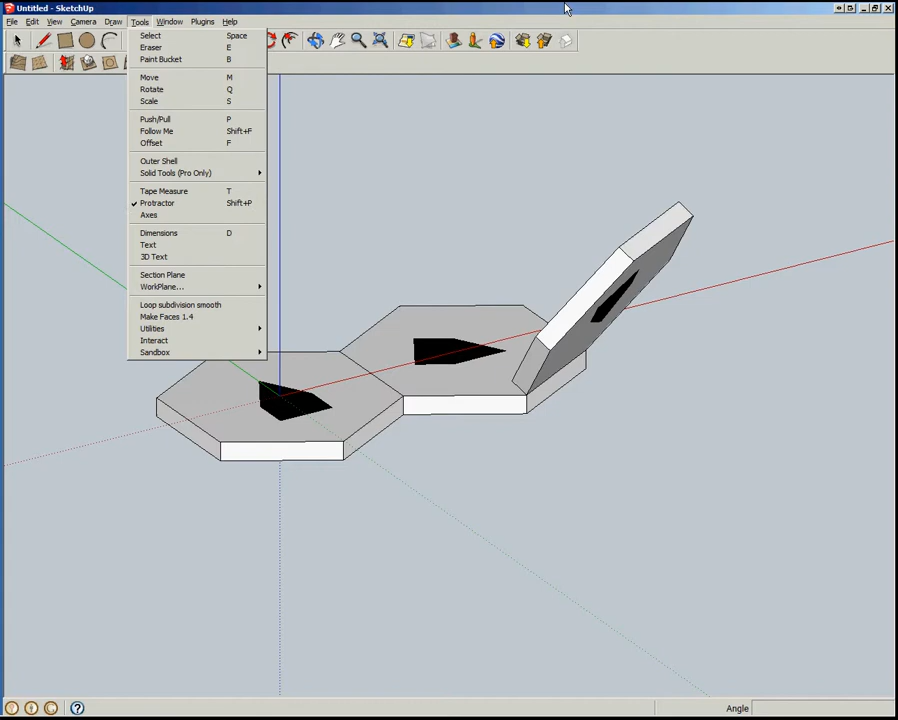 Untitled - SketchUp
File Edit View Camera Draw Tools Window Plugins Help
Select Space
Eraser E
Paint Bucket B
Move M
Rotate Q
Scale S
Push/Pull P
Follow Me Shift+F
Offset F
Outer Shell
Solid Tools (Pro Only)
Tape Measure T
Protractor Shift+P
Axes
Dimensions D
Text
3D Text
Section Plane
WorkPlane...
Loop subdivision smooth
Make Faces 1.4
Utilities
Interact
Sandbox
Angle